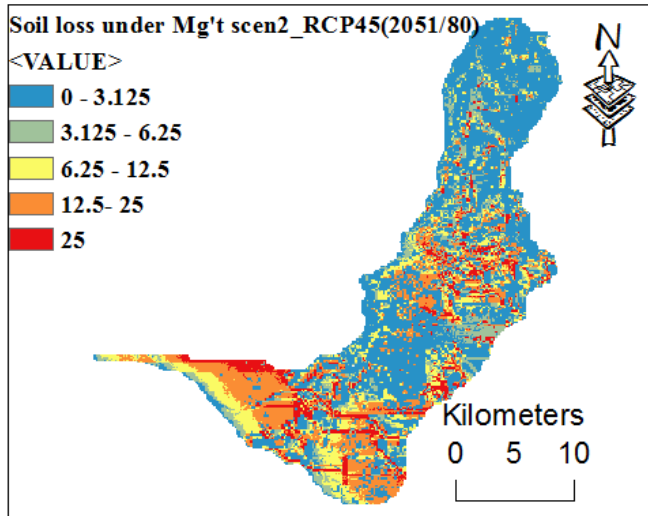 Soil loss under Mg't scen2_RCP45(2051/80)
<VALUE>
0 - 3.125
3.125 - 6.25
6.25 - 12.5
12.5- 25
25
N
Kilometers
0 5 10